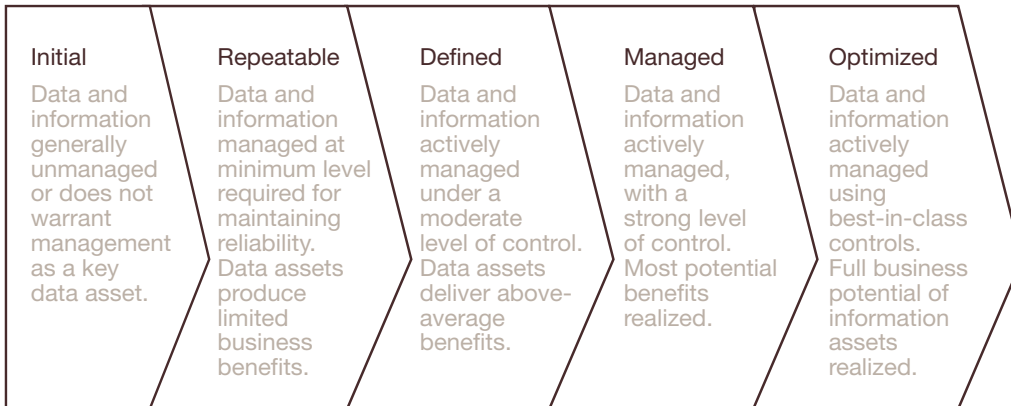 Initial
Data and
information
generally
unmanaged
or does not
warrant
management
as a key
data asset.
Repeatable
Data and
information
managed at
minimum level
required for
maintaining
reliability.
Data assets
produce
limited
business
benefits.
Defined
Data and
information
actively
managed
under a
moderate
level of control.
Data assets
deliver above-
average
benefits.
Managed
Data and
information
actively
managed,
with a
strong level
of control.
Most potential
benefits
realized.
Optimized
Data and
information
actively
managed
using
best-in-class
controls.
Full business
potential of
information
assets
realized.